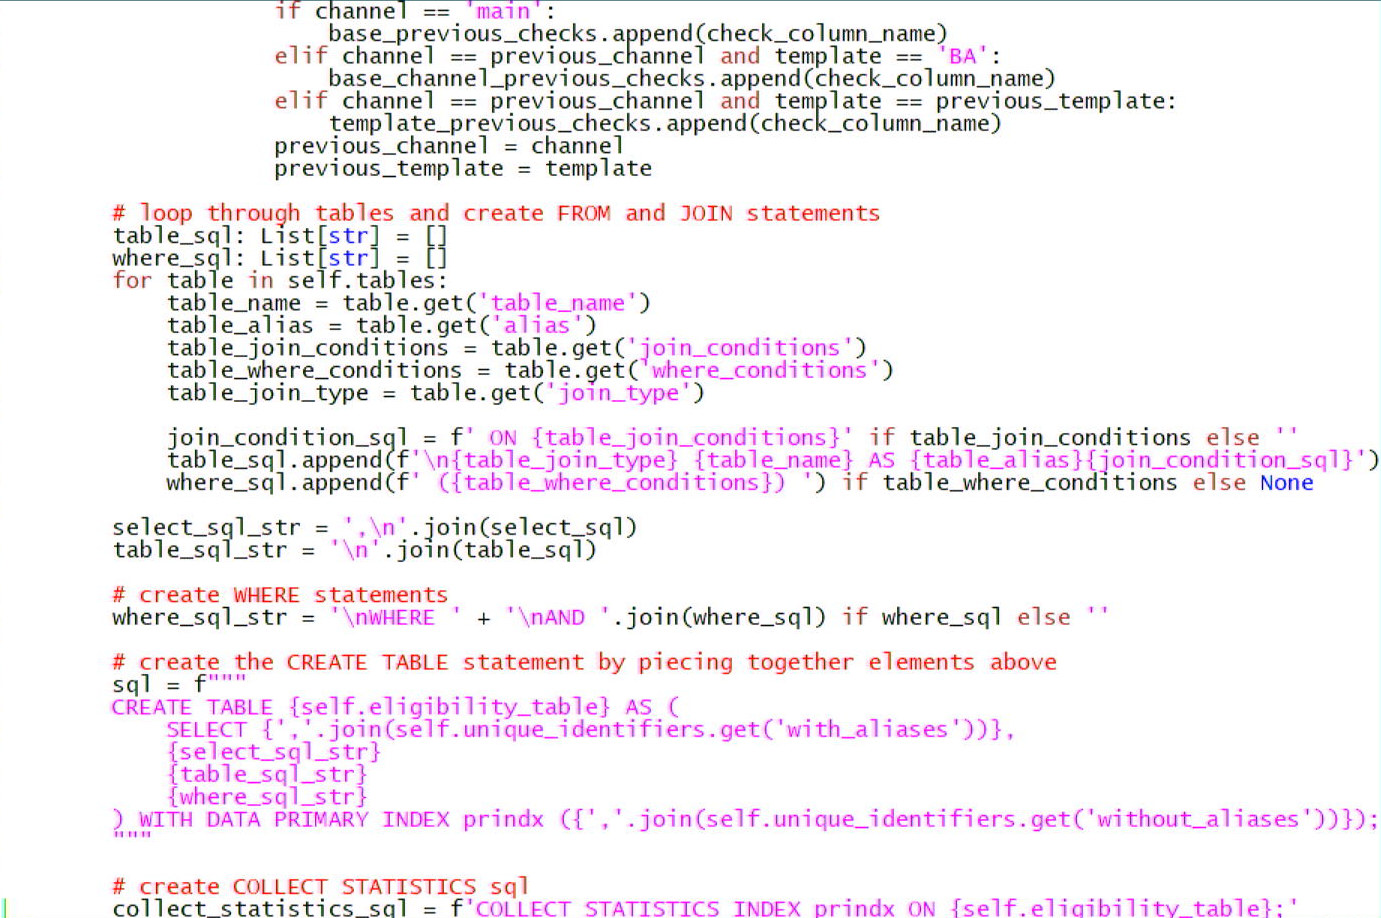 if channel == 'main':
base_previous_checks.append(check_column_name)
elif channel == previous_channel and template == 'BA':
base_channel_previous_checks.append(check_column_name)
elif channel == previous_channel and template == previous_template:
template_previous_checks.append(check_column_name)
previous_channel = channel
previous_template = template
# loop through tables and create FROM and JOIN statements
table_sql: List[str] = []
where_sql: List[str] = []
for table in self.tables:
table_name = table.get('table_name')
table_alias = table.get('alias')
table_join_conditions = table.get('join_conditions')
table_where_conditions = table.get('where_conditions')
table_join_type = table.get('join_type')
join_condition_sql = f' ON {table_join_conditions}' if table_join_conditions else ''
table_sql.append(f'\n{table_join_type} {table_name} AS {table_alias}{join_condition_sql}')
where_sql.append(f' ({table_where_conditions}) ') if table_where_conditions else None
select_sql_str = ',\n'.join(select_sql)
table_sql_str = '\n'.join(table_sql)
# create WHERE statements
where_sql_str = '\nWHERE ' + '\nAND '.join(where_sql) if where_sql else ''
# create the CREATE TABLE statement by piecing together elements above
sql = f"""
CREATE TABLE {self.eligibility_table} AS (
SELECT {','.join(self.unique_identifiers.get('with_aliases'))},
{select_sql_str}
{table_sql_str}
{where_sql_str}
) WITH DATA PRIMARY INDEX prindx ({','.join(self.unique_identifiers.get('without_aliases'))});
"""
# create COLLECT STATISTICS sql
collect_statistics_sql = f'COLLECT STATISTICS INDEX prindx ON {self.eligibility_table};'